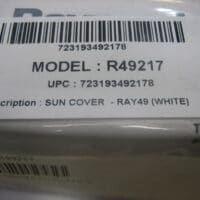 723193492178
MODEL : R49217
UPC : 723193492178
cription : SUN COVER - RAY49 (WHITE)